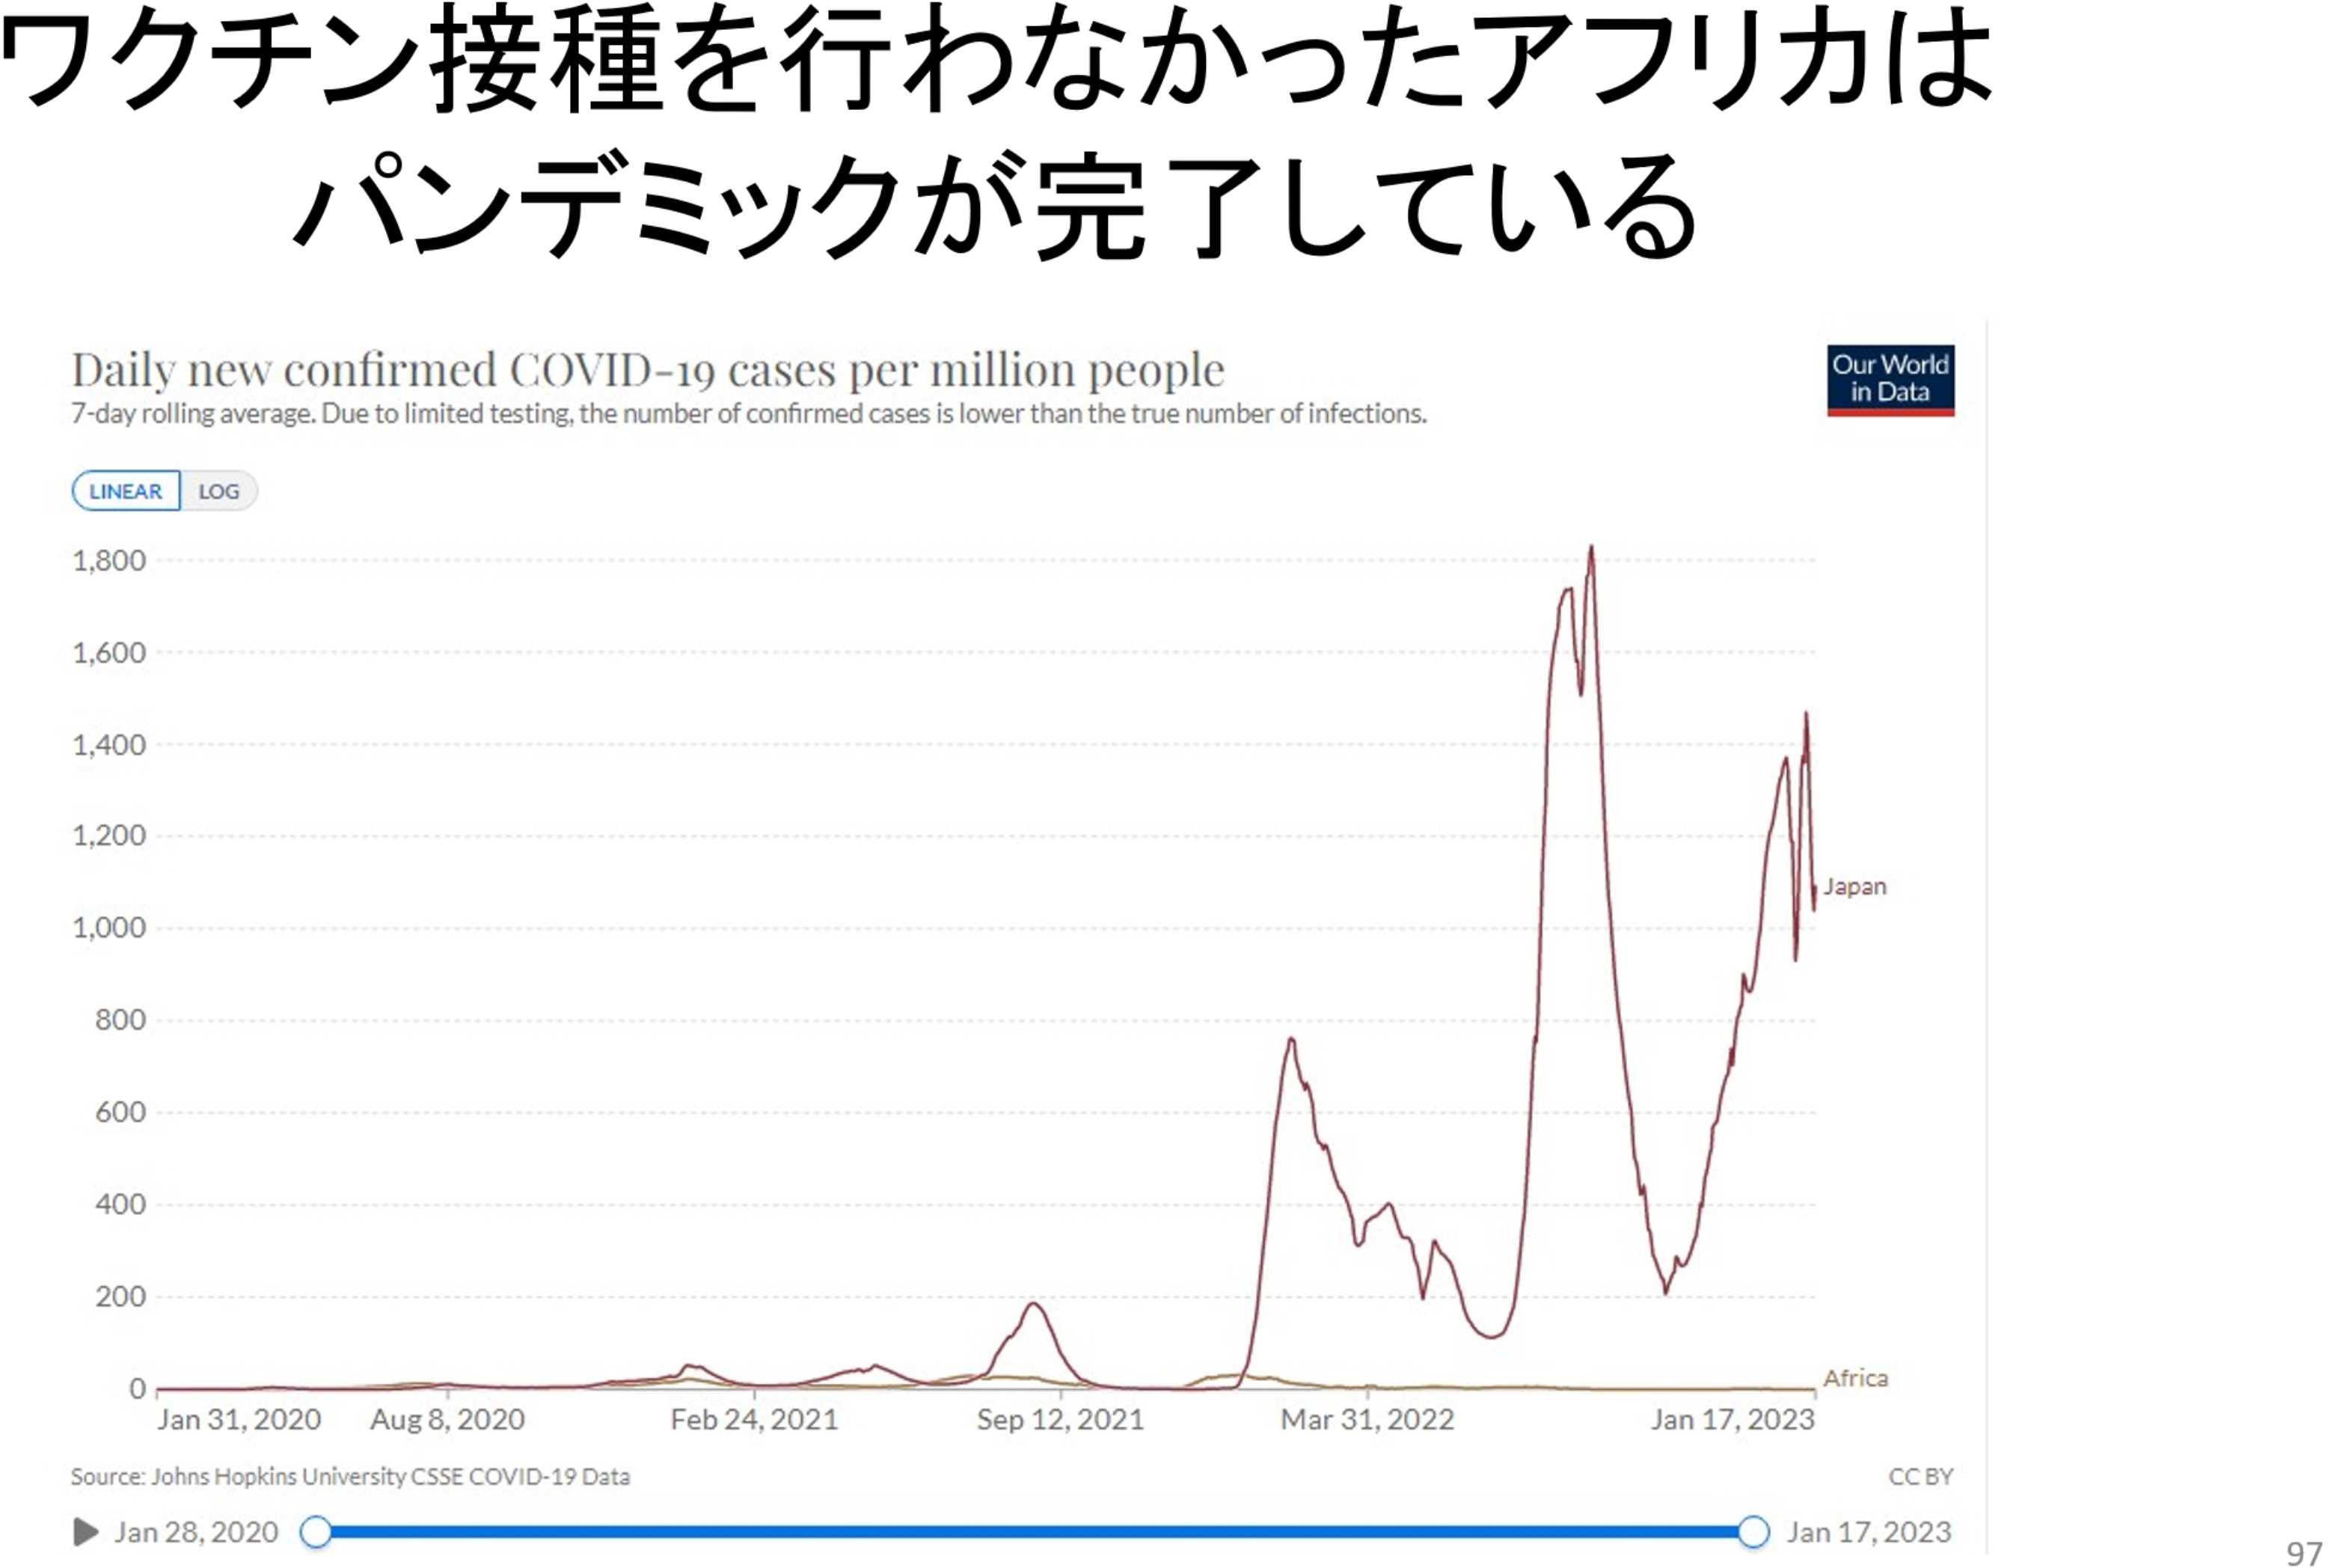 ワクチン接種を行わなかったアフリカは
パンデミックが完了している
Daily new confirmed COVID-19 cases per million people
7-day rolling average. Due to limited testing, the number of confirmed cases is lower than the true number of infections.
Our World
in Data
LINEAR LOG
1,800
1,600
1,400
1,200
1,000
800
600
400
200
0
Japan
Africa
Jan 31, 2020 Aug 8, 2020 Feb 24, 2021 Sep 12, 2021 Mar 31, 2022 Jan 17, 2023
Source: Johns Hopkins University CSSE COVID-19 Data CC BY
Jan 28, 2020 Jan 17, 2023
97